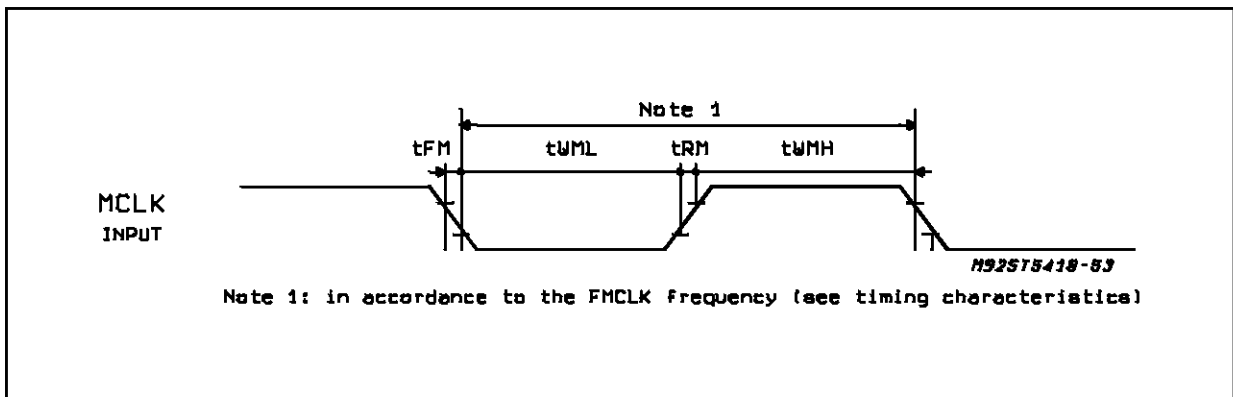 Note 1
tFM tWML tRM tWMH
MCLK
INPUT
M92ST5418-53
Note 1: in accordance to the FMCLK frequency (see timing characteristics)